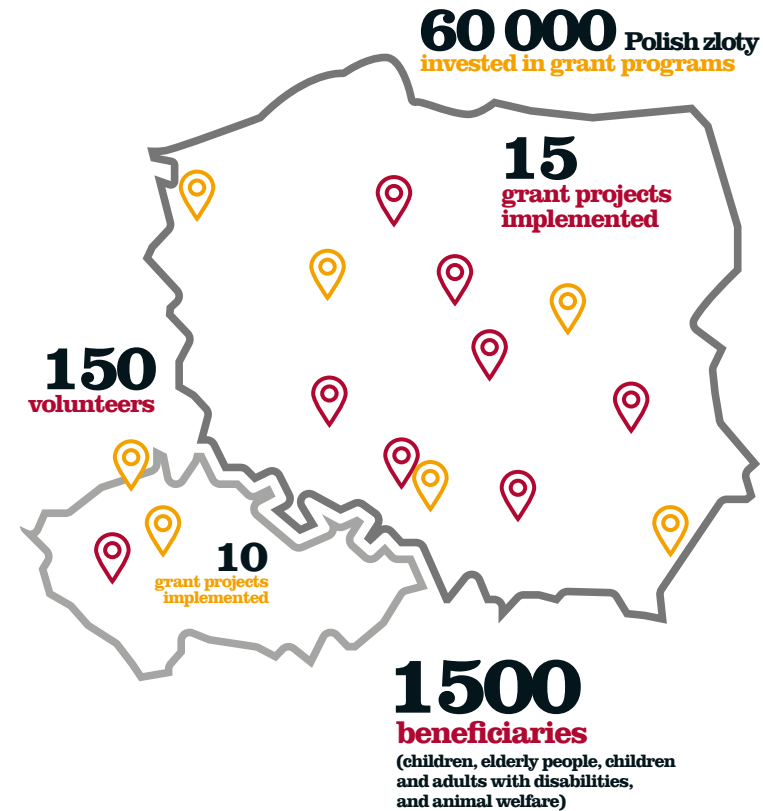 60 000 Polish zloty
invested in grant programs
15
grant projects
implemented
150
volunteers
10
grant projects
implemented
1500
beneficiaries
(children, elderly people, children
and adults with disabilities,
and animal welfare)